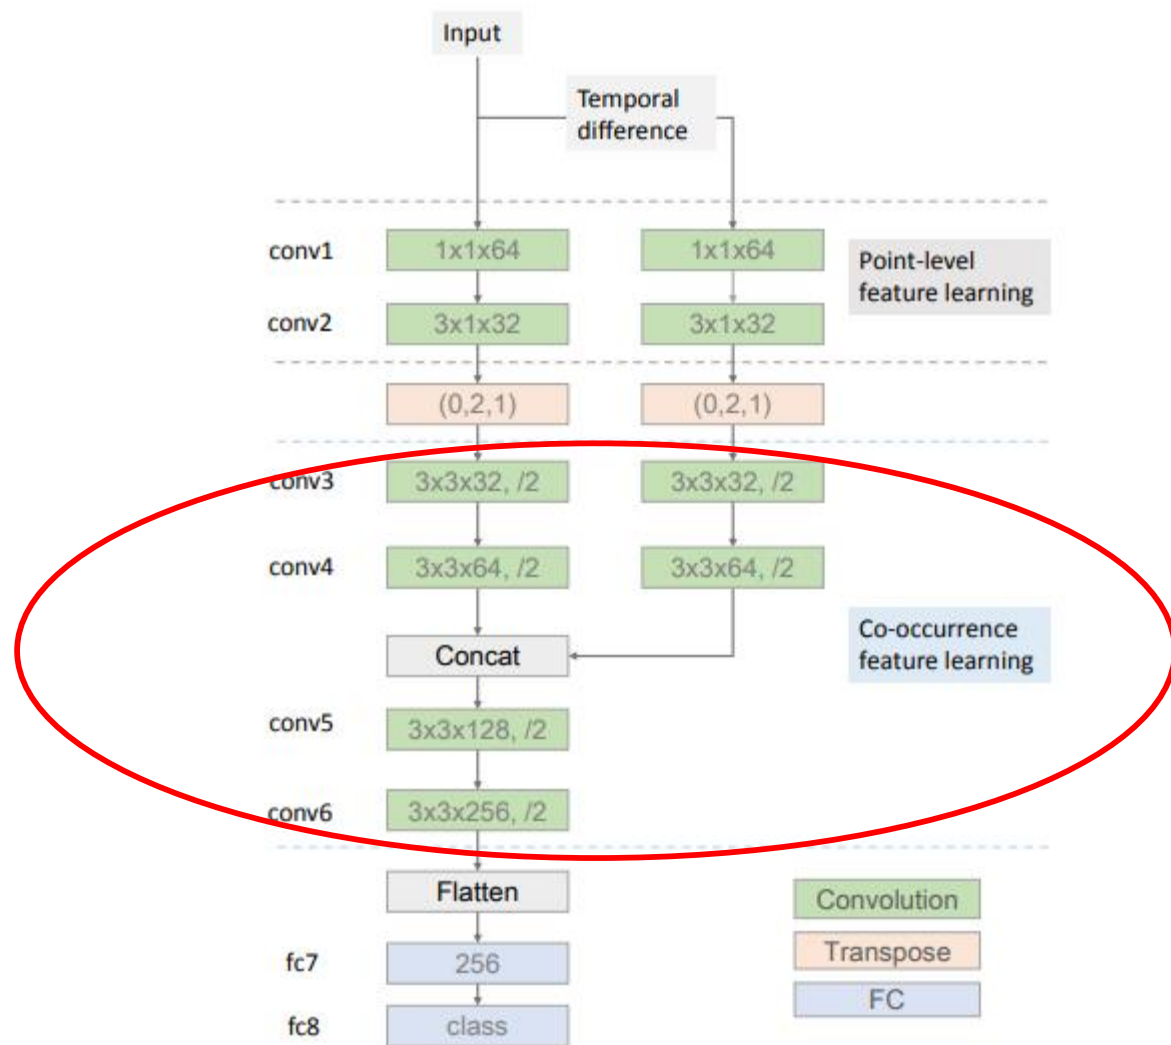 Input
Temporal
difference
conv1
1x1x64
1x1x64
Point-level
feature learning
conv2
3x1x32
3x1x32
(0,2,1)
(0,2,1)
conv3
3x3x32, /2
3x3x32, /2
conv4
3x3x64, /2
3x3x64, /2
Co-occurrence
feature learning
Concat
conv5
3x3x128, /2
conv6
3x3x256, /2
Flatten
Convolution
Transpose
fc7
256
FC
fc8
class